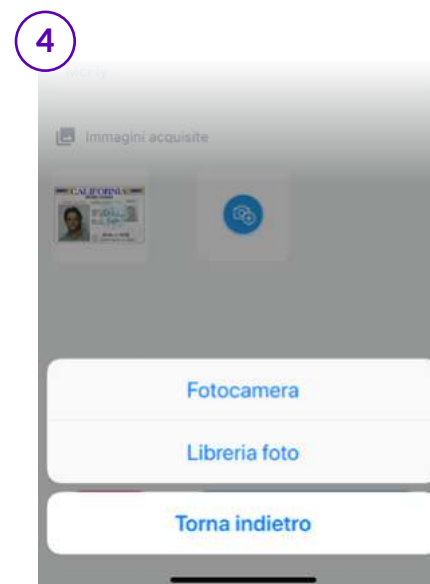 4
Immagini acquisite
CALIFORNIA
Fotocamera
Libreria foto
Torna indietro